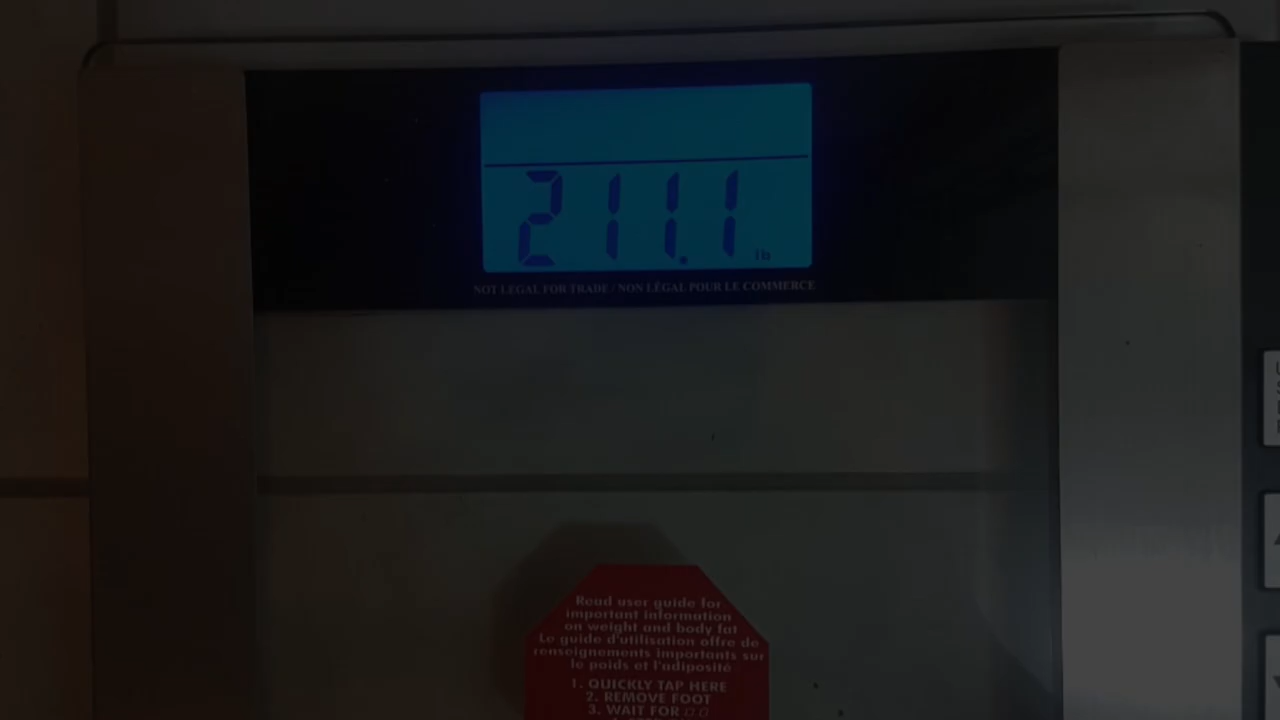 211.1 lb
NOT LEGAL FOR TRADE / NON LÉGAL POUR LE COMMERCE
Read user guide for
important information
on weight and body fat
Le guide d'utilisation offre de
renseignements importants sur
le poids et l'adiposité
1. QUICKLY TAP HERE
2. REMOVE FOOT
3. WAIT FOR